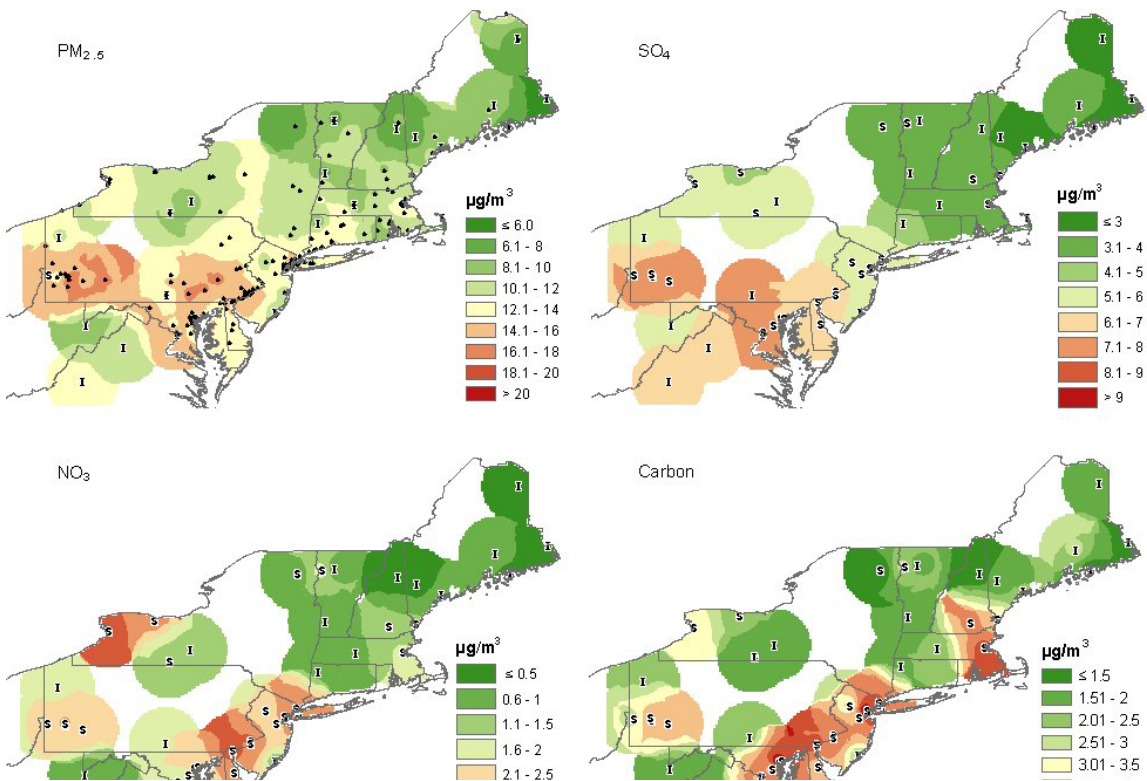 PM2.5
µg/m3
≤ 6.0
6.1 - 8
8.1 - 10
10.1 - 12
12.1 - 14
14.1 - 16
16.1 - 18
18.1 - 20
> 20
SO4
µg/m3
≤ 3
3.1 - 4
4.1 - 5
5.1 - 6
6.1 - 7
7.1 - 8
8.1 - 9
> 9
NO3
µg/m3
≤ 0.5
0.6 - 1
1.1 - 1.5
1.6 - 2
2.1 - 2.5
Carbon
µg/m3
≤ 1.5
1.51 - 2
2.01 - 2.5
2.51 - 3
3.01 - 3.5